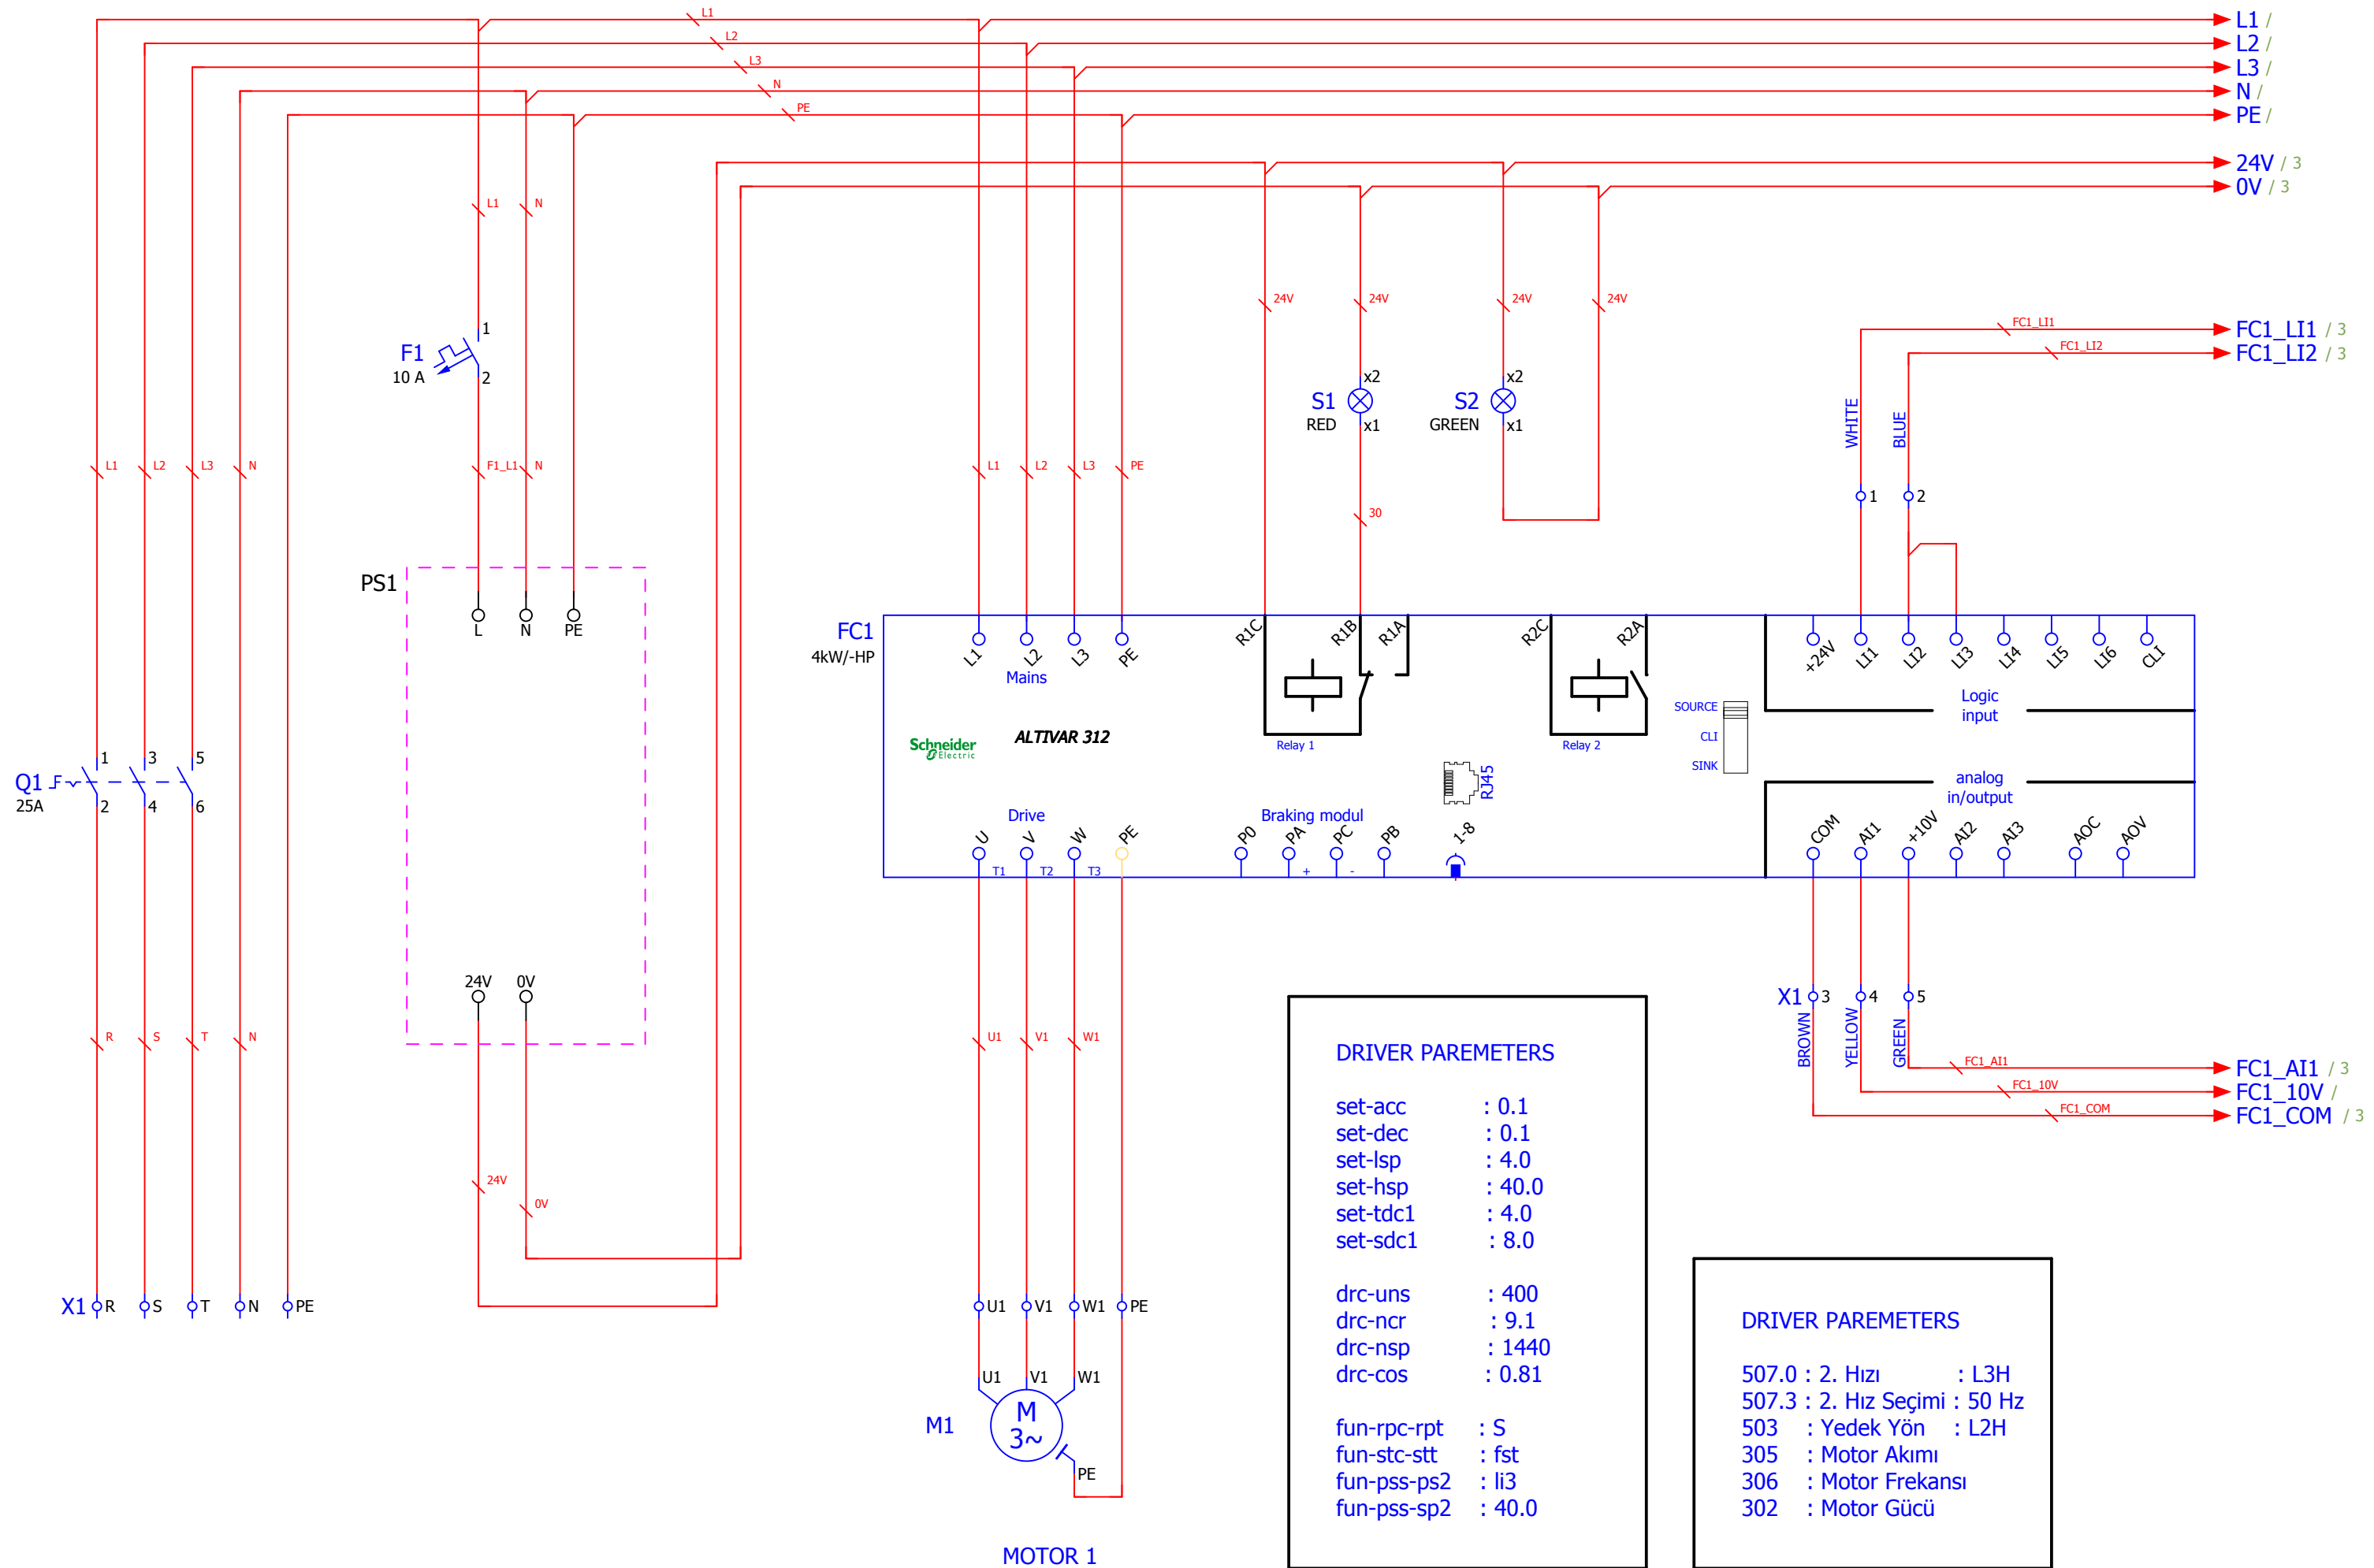 L1
L1 /
L2
L2 /
L3
L3 /
N
N /
PE
PE /
24V / 3
0V / 3
L1
N
24V
24V
24V
24V
FC1_LI1
FC1_LI1 / 3
FC1_LI2
FC1_LI2 / 3
F1
10 A
1
2
S1
RED
x2
x1
S2
GREEN
x2
x1
WHITE
BLUE
L1
L2
L3
N
F1_L1
N
L1
L2
L3
PE
1
2
30
PS1
L
N
PE
FC1
4kW/-HP
L1
L2
L3
PE
Mains
R1C
R1B
R1A
R2C
R2A
+24V
LI1
LI2
LI3
LI4
LI5
LI6
CLI
Logic
input
Schneider
Electric
ALTIVAR 312
Relay 1
Relay 2
SOURCE
CLI
SINK
RJ45
analog
in/output
Q1
25A
1
3
5
2
4
6
Drive
U
V
W
PE
T1
T2
T3
Braking modul
P0
PA
PC
PB
+
-
1-8
COM
AI1
+10V
AI2
AI3
AOC
AOV
24V
0V
X1
3
4
5
BROWN
YELLOW
GREEN
R
S
T
N
U1
V1
W1
FC1_AI1
FC1_AI1 / 3
FC1_10V
FC1_10V /
FC1_COM
FC1_COM / 3
24V
0V
X1
R
S
T
N
PE
U1
V1
W1
PE
U1
V1
W1
M1
M
3~
PE
MOTOR 1
DRIVER PAREMETERS
set-acc : 0.1
set-dec : 0.1
set-lsp : 4.0
set-hsp : 40.0
set-tdc1 : 4.0
set-sdc1 : 8.0
drc-uns : 400
drc-ncr : 9.1
drc-nsp : 1440
drc-cos : 0.81
fun-rpc-rpt : S
fun-stc-stt : fst
fun-pss-ps2 : li3
fun-pss-sp2 : 40.0
DRIVER PAREMETERS
507.0 : 2. Hızı : L3H
507.3 : 2. Hız Seçimi : 50 Hz
503 : Yedek Yön : L2H
305 : Motor Akımı
306 : Motor Frekansı
302 : Motor Gücü